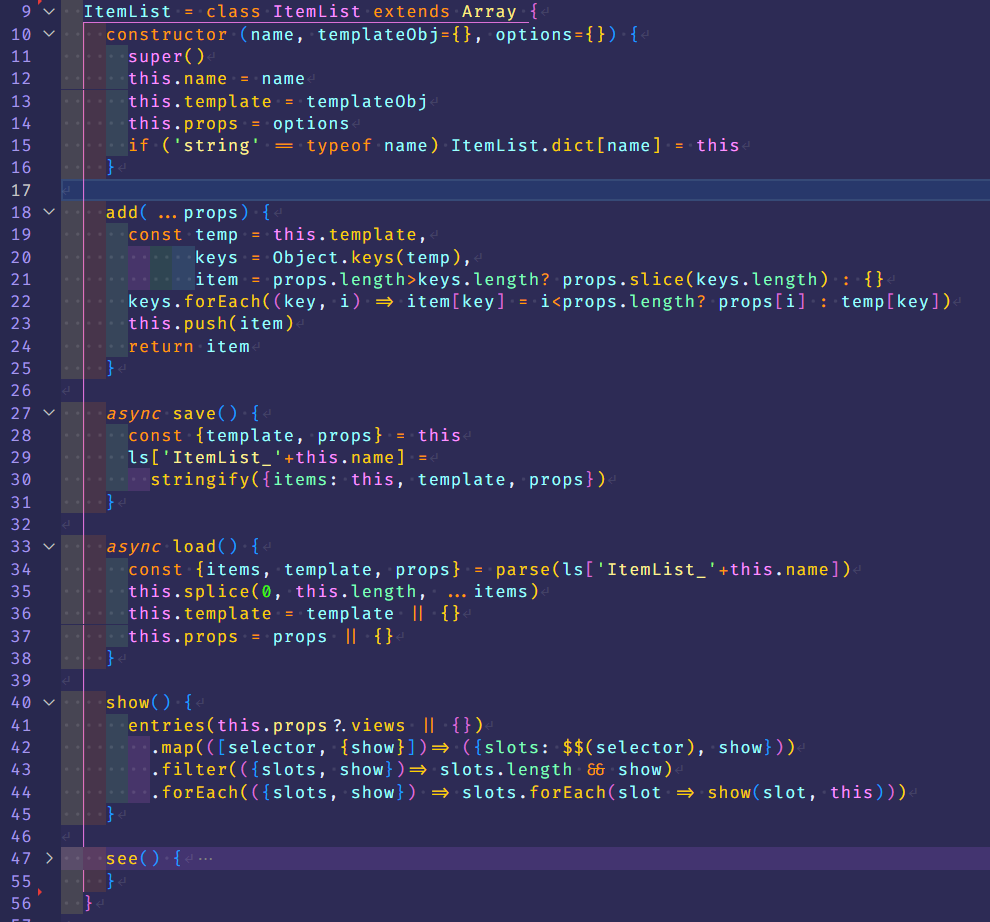 9 ItemList = class ItemList extends Array {
10 constructor (name, templateObj={}, options={}) {
11 super()
12 this.name = name
13 this.template = templateObj
14 this.props = options
15 if ('string' == typeof name) ItemList.dict[name] = this
16 }
17
18 add( ...props) {
19 const temp = this.template,
20 keys = Object.keys(temp),
21 item = props.length>keys.length? props.slice(keys.length) : {}
22 keys.forEach((key, i) => item[key] = i<props.length? props[i] : temp[key])
23 this.push(item)
24 return item
25 }
26
27 async save() {
28 const {template, props} = this
29 ls['ItemList_'+this.name] =
30 stringify({items: this, template, props})
31 }
32
33 async load() {
34 const {items, template, props} = parse(ls['ItemList_'+this.name])
35 this.splice(0, this.length, ...items)
36 this.template = template || {}
37 this.props = props || {}
38 }
39
40 show() {
41 entries(this.props?.views || {})
42 .map(([selector, {show}])=> ({slots: $$(selector), show}))
43 .filter(({slots, show})=> slots.length && show)
44 .forEach(({slots, show}) => slots.forEach(slot => show(slot, this)))
45 }
46
47 see() { ...
55 }
56 }